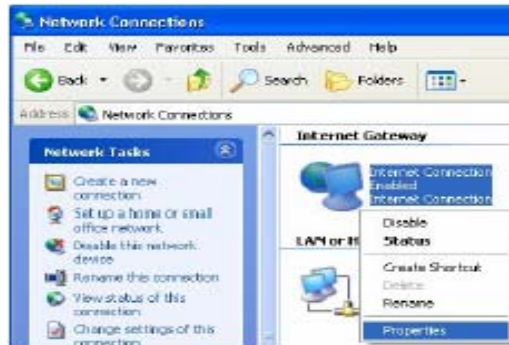 Network Connections
File Edit View Favorites Tools Advanced Help
Back Search Folders
Address Network Connections
Network Tasks
Create a new
connection
Set up a home or small
office network
Disable this network
device
Rename this connection
View status of this
connection
Change settings of this
connection
Internet Gateway
Internet Connection
Enabled
Internet Connection
LAN or H
Disable
Status
Create Shortcut
Delete
Rename
Properties